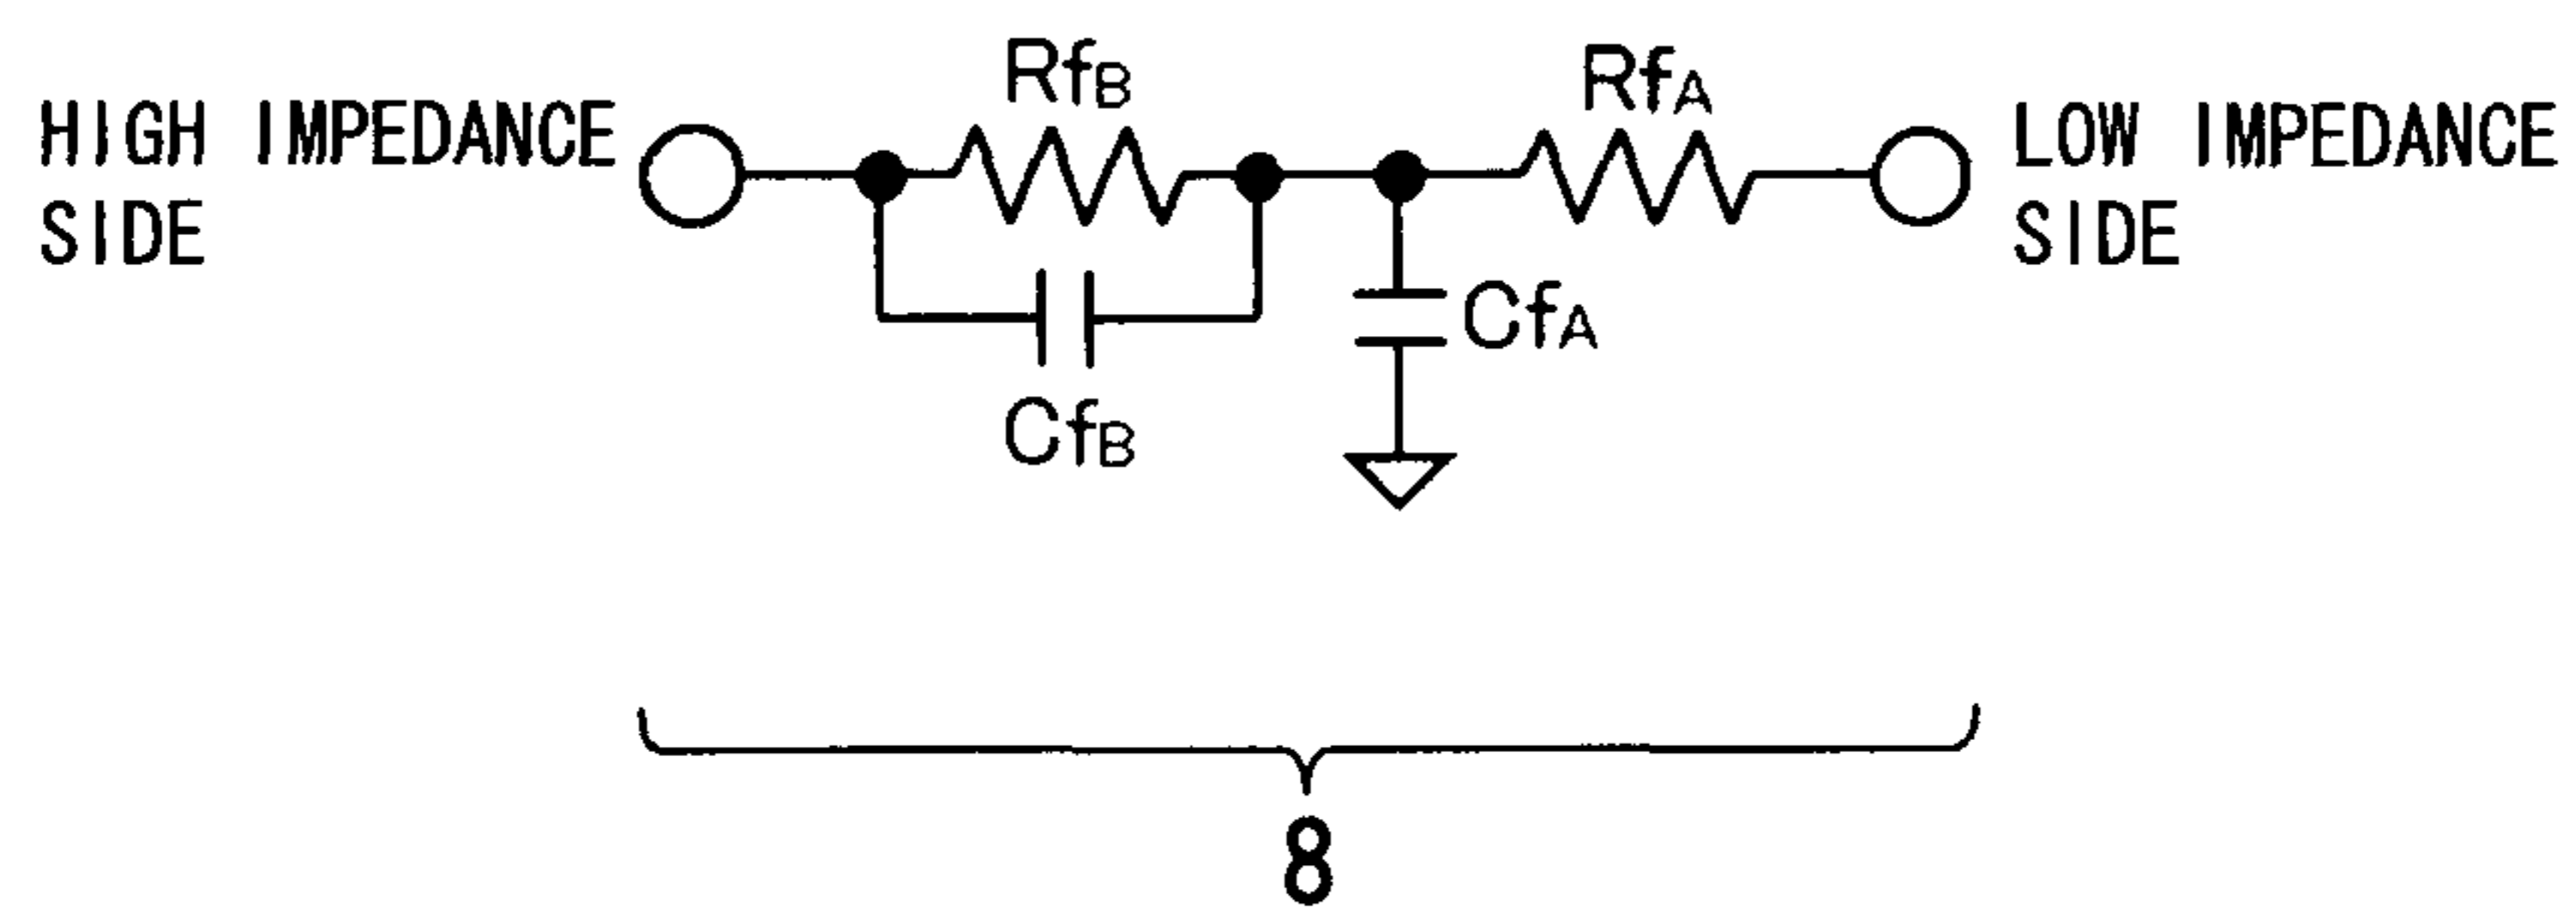 HIGH IMPEDANCE
SIDE
RfB
CfB
CfA
RfA
LOW IMPEDANCE
SIDE
8